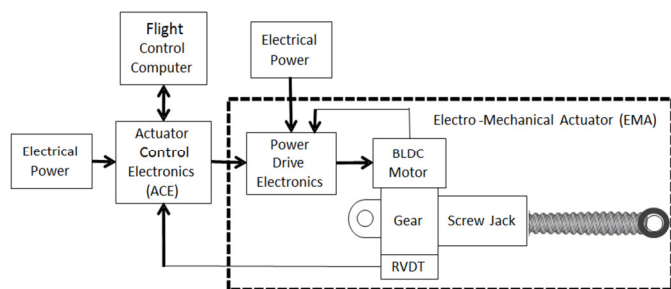 Flight
Control
Computer
Electrical
Power
Electro -Mechanical Actuator (EMA)
Electrical
Power
Actuator
Control
Electronics
(ACE)
Power
Drive
Electronics
BLDC
Motor
Gear
Screw Jack
RVDT